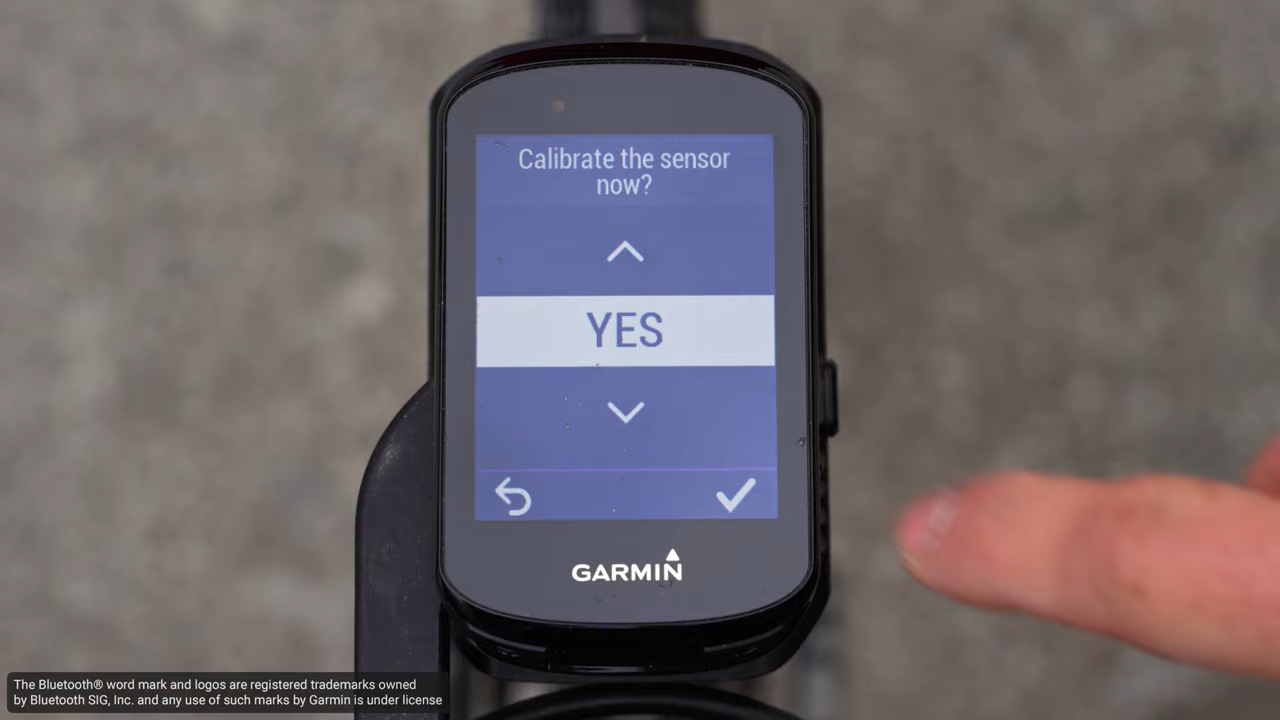 Calibrate the sensor
now?
YES
GARMIN
The Bluetooth® word mark and logos are registered trademarks owned
by Bluetooth SIG, Inc. and any use of such marks by Garmin is under license